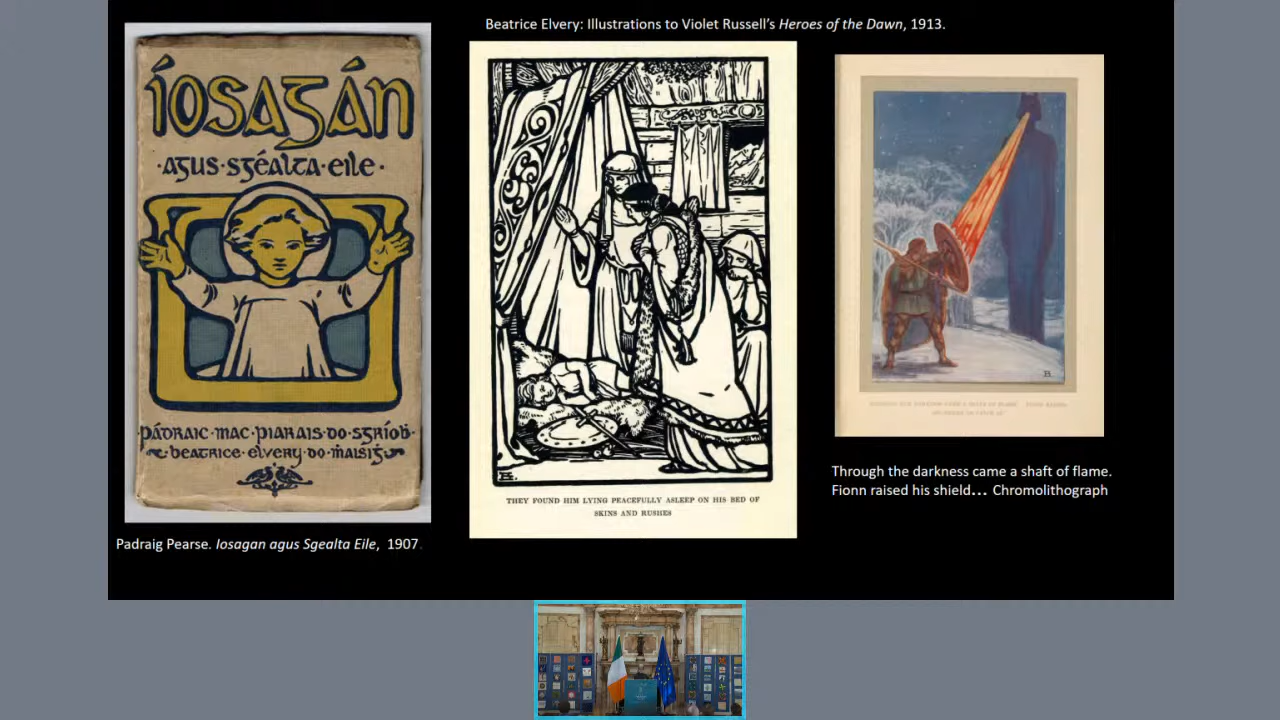 Beatrice Elvery: Illustrations to Violet Russell's Heroes of the Dawn, 1913.
íosagán
·agus·sgéalta·eile·
·pádraic·mac·piarais·do·sgríoḃ·
beatrice·elvery·do·ṁaisiġ
Padraig Pearse. Iosagan agus Sgealta Eile, 1907.
B.
THEY FOUND HIM LYING PEACEFULLY ASLEEP ON HIS BED OF
SKINS AND RUSHES
B.
Through the darkness came a shaft of flame.
Fionn raised his shield... Chromolithograph